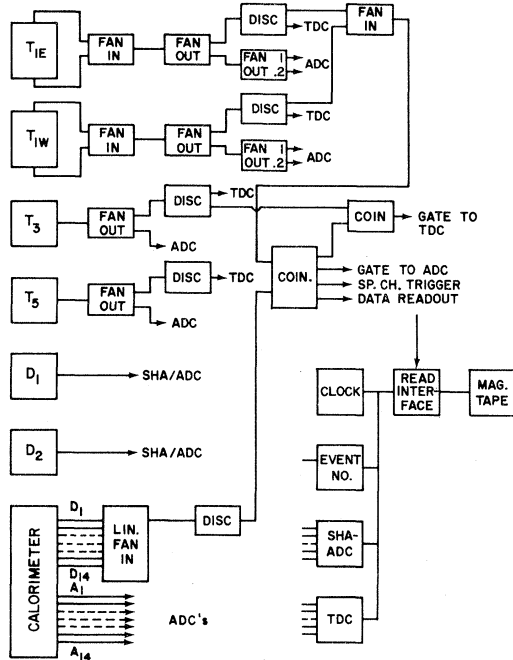 T1E
FAN IN
FAN OUT
DISC
TDC
FAN IN
FAN 1
OUT .2
ADC
T1W
FAN IN
FAN OUT
DISC
TDC
FAN 1
OUT .2
ADC
T3
FAN OUT
DISC
TDC
ADC
COIN
GATE TO
TDC
COIN.
GATE TO ADC
SP. CH. TRIGGER
DATA READOUT
T5
FAN OUT
DISC
TDC
ADC
D1
SHA/ADC
CLOCK
READ
INTER
FACE
MAG.
TAPE
D2
SHA/ADC
EVENT
NO.
CALORIMETER
D1
D14
LIN.
FAN
IN
DISC
SHA-
ADC
A1
A14
ADC's
TDC